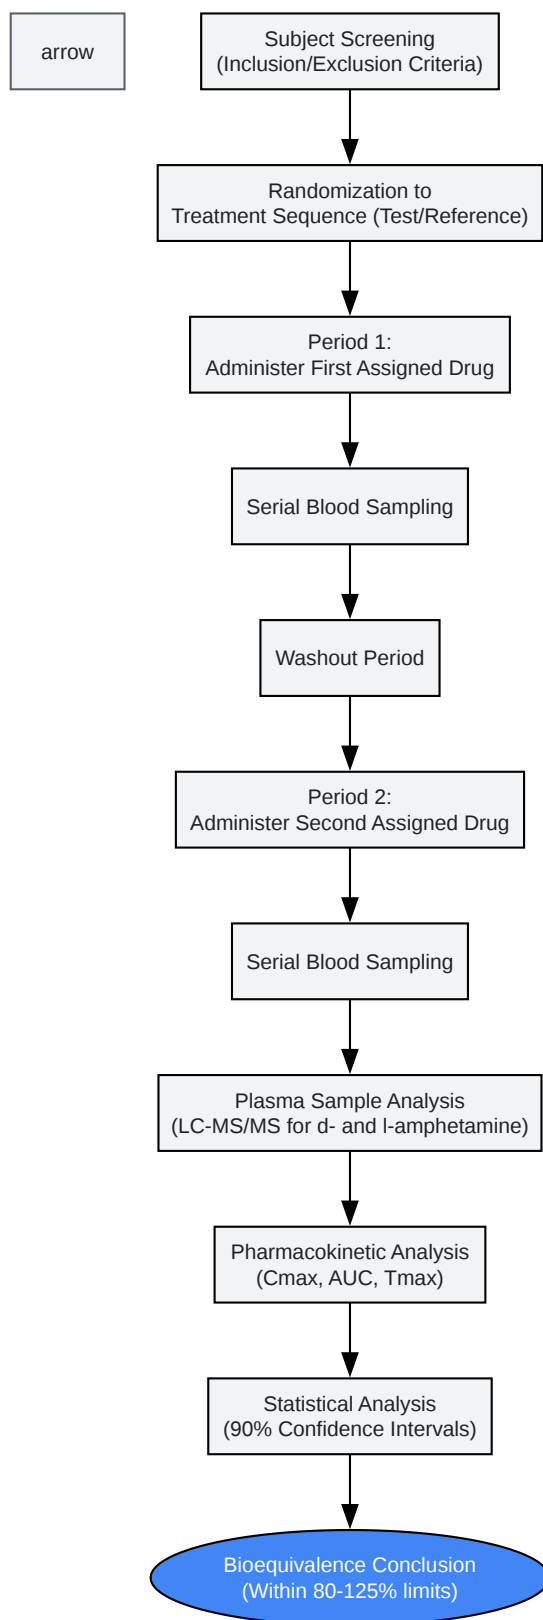 arrow
Subject Screening
(Inclusion/Exclusion Criteria)
Randomization to
Treatment Sequence (Test/Reference)
Period 1:
Administer First Assigned Drug
Serial Blood Sampling
Washout Period
Period 2:
Administer Second Assigned Drug
Serial Blood Sampling
Plasma Sample Analysis
(LC-MS/MS for d- and l-amphetamine)
Pharmacokinetic Analysis
(Cmax, AUC, Tmax)
Statistical Analysis
(90% Confidence Intervals)
Bioequivalence Conclusion
(Within 80-125% limits)